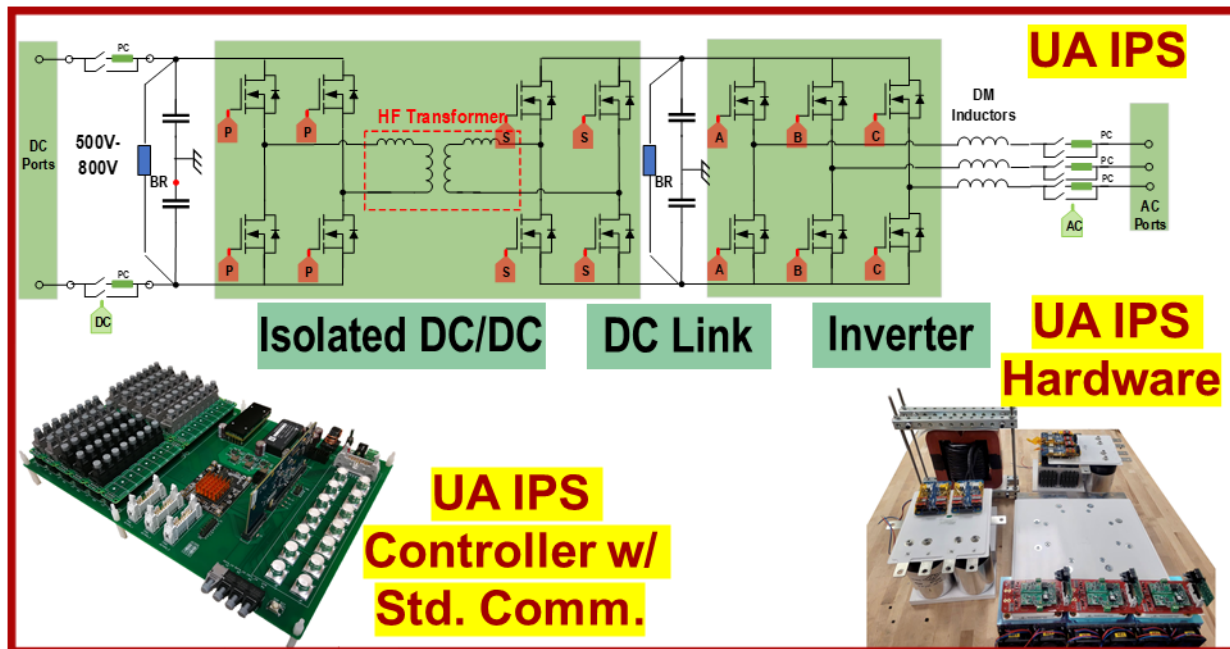 UA IPS
DC
Ports
PC
500V-
800V
BR
PC
DC
P
P
P
P
HF Transformer
S
S
S
S
BR
A
B
C
A
B
C
DM
Inductors
PC
PC
PC
AC
AC
Ports
Isolated DC/DC
DC Link
Inverter
UA IPS
Hardware
UA IPS
Controller w/
Std. Comm.